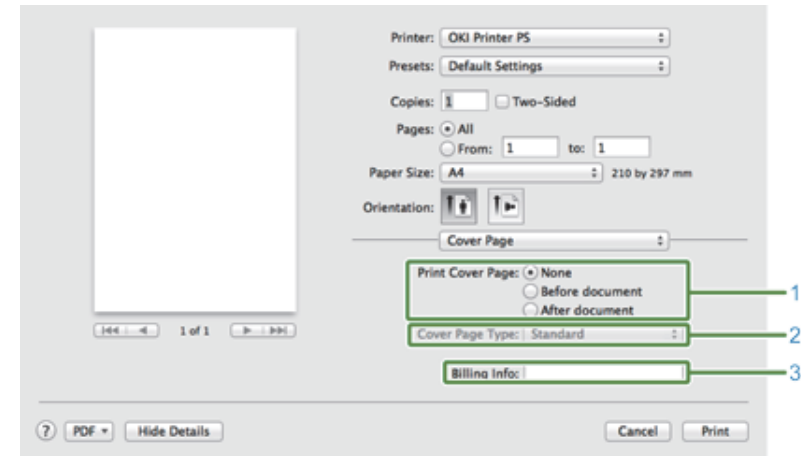 Printer: OKI Printer PS
Presets: Default Settings
Copies: 1 Two-Sided
Pages: All
From: 1 to: 1
Paper Size: A4 210 by 297 mm
Orientation:
Cover Page
Print Cover Page: None
Before document
After document
1
Cover Page Type: Standard
2
Billing Info:
3
1 of 1
? PDF Hide Details Cancel Print